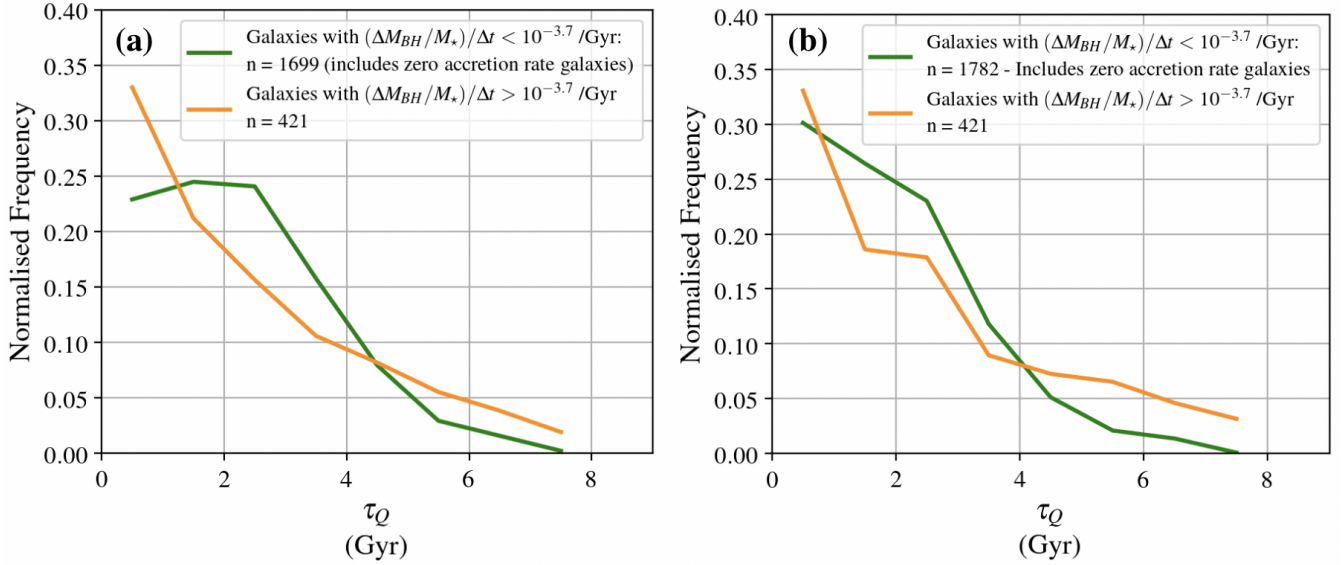 (a)
Galaxies with (ΔM_BH/M⋆)/Δt < 10^−3.7 /Gyr:
n = 1699 (includes zero accretion rate galaxies)
Galaxies with (ΔM_BH/M⋆)/Δt > 10^−3.7 /Gyr
n = 421
Normalised Frequency
0.40
0.35
0.30
0.25
0.20
0.15
0.10
0.05
0.00
0 2 4 6 8
τ_Q
(Gyr)
(b)
Galaxies with (ΔM_BH/M⋆)/Δt < 10^−3.7 /Gyr:
n = 1782 - Includes zero accretion rate galaxies
Galaxies with (ΔM_BH/M⋆)/Δt > 10^−3.7 /Gyr
n = 421
Normalised Frequency
0.40
0.35
0.30
0.25
0.20
0.15
0.10
0.05
0.00
0 2 4 6 8
τ_Q
(Gyr)